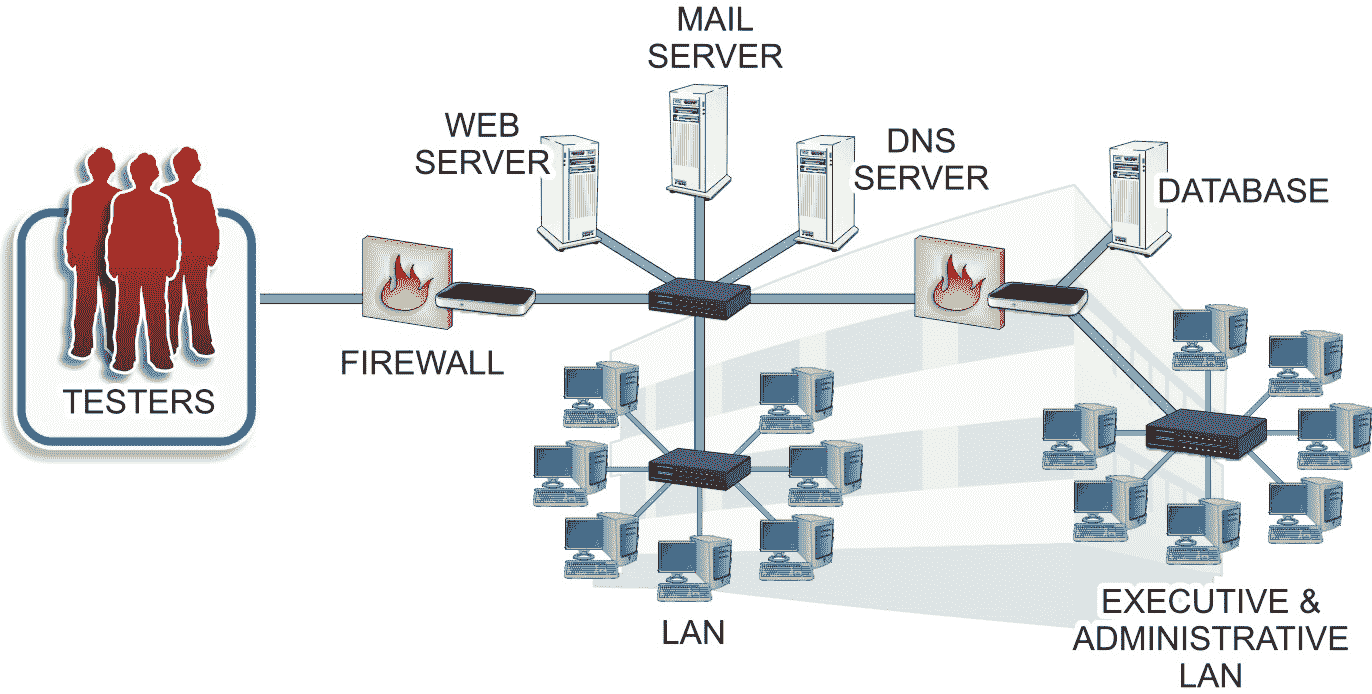 MAIL
SERVER
WEB
SERVER
DNS
SERVER
DATABASE
FIREWALL
TESTERS
LAN
EXECUTIVE &
ADMINISTRATIVE
LAN